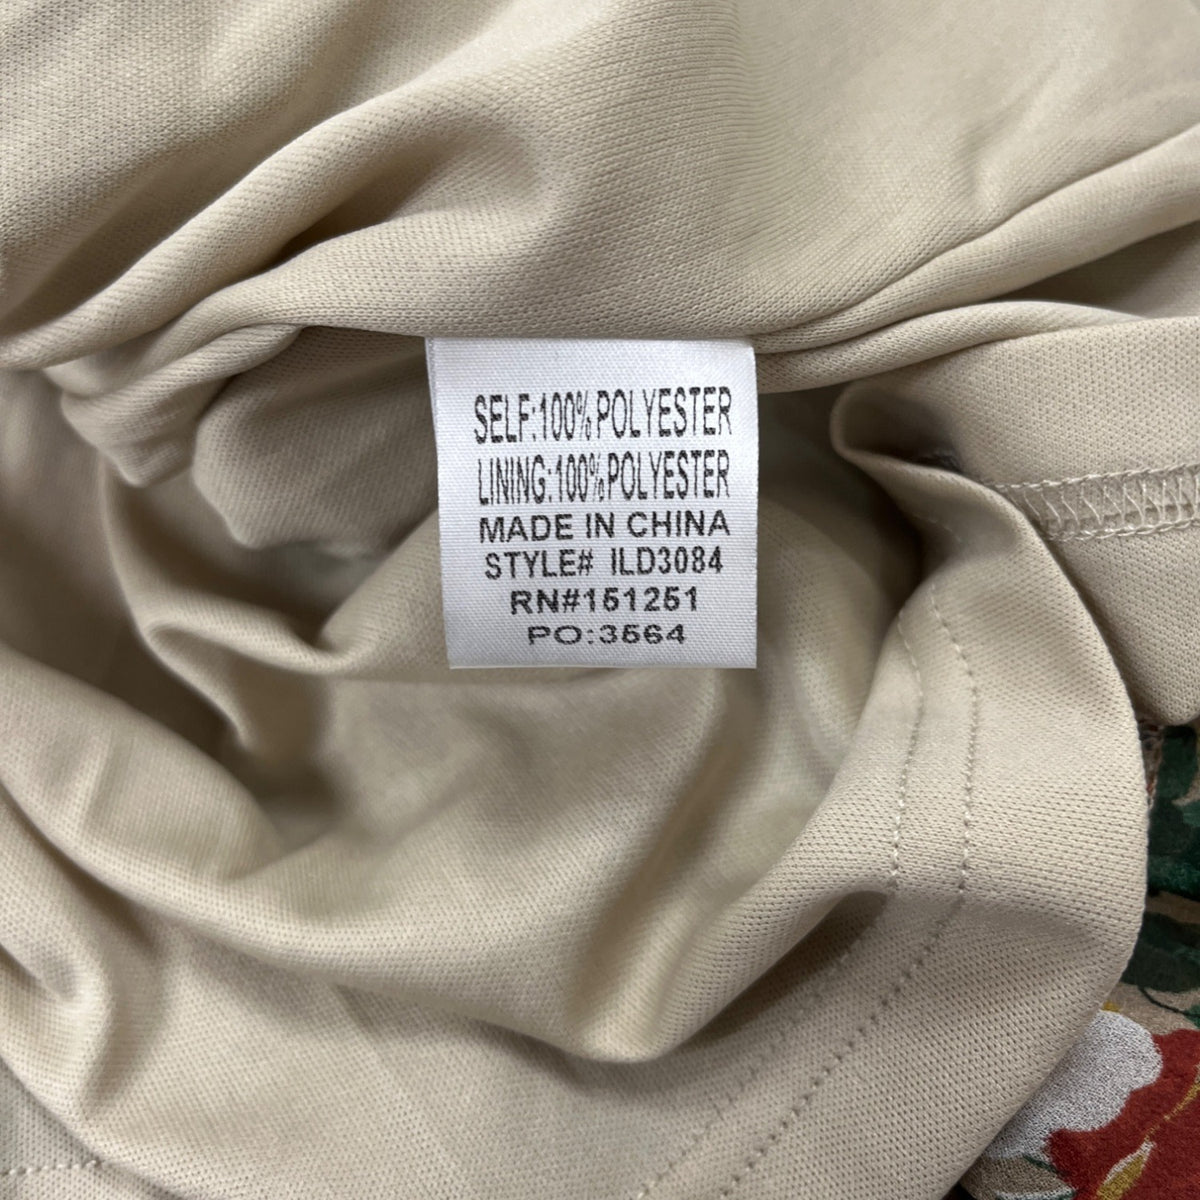 SELF:100% POLYESTER
LINING:100% POLYESTER
MADE IN CHINA
STYLE# ILD3084
RN#151251
PO:3564